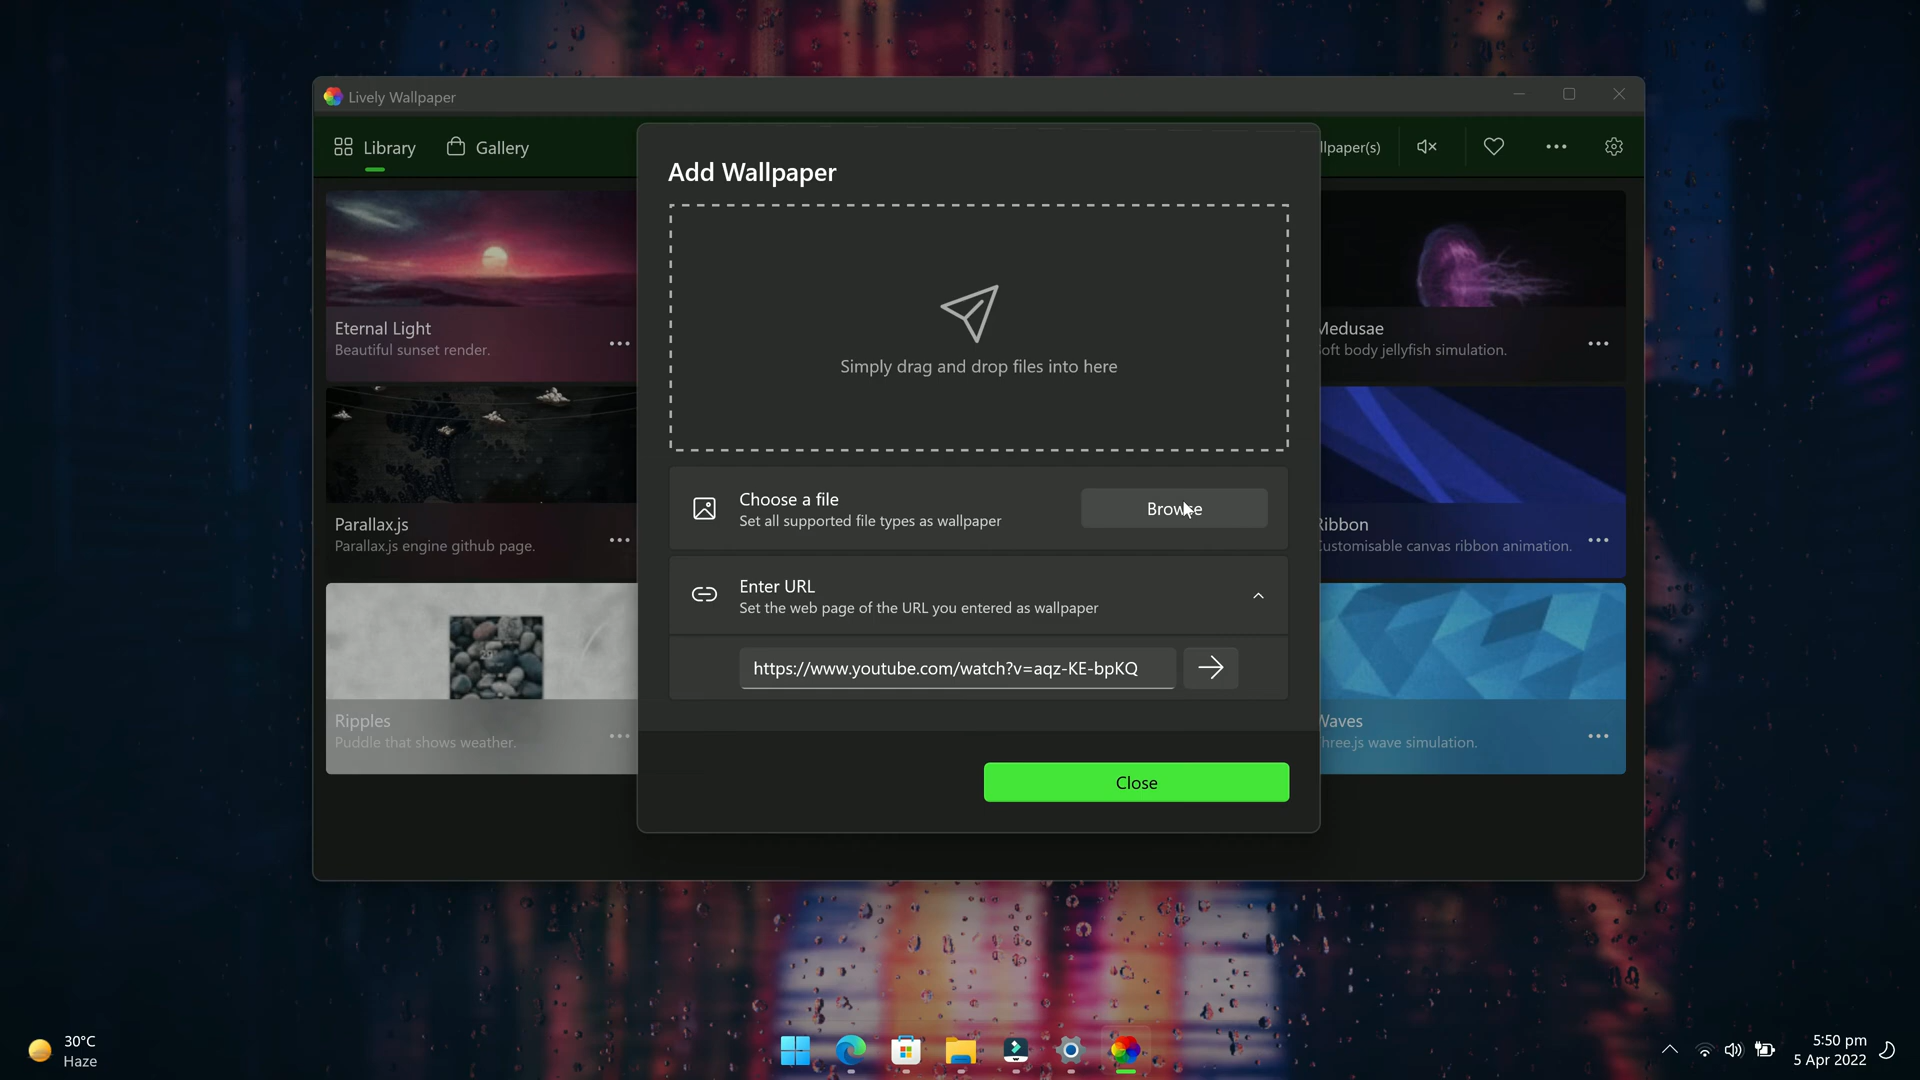 Lively Wallpaper
Library
Gallery
llpaper(s)
Add Wallpaper
Simply drag and drop files into here
Choose a file
Set all supported file types as wallpaper
Browse
Enter URL
Set the web page of the URL you entered as wallpaper
https://www.youtube.com/watch?v=aqz-KE-bpKQ
Close
Eternal Light
Beautiful sunset render.
Parallax.js
Parallax.js engine github page.
Ripples
Puddle that shows weather.
Medusae
oft body jellyfish simulation.
Ribbon
ustomisable canvas ribbon animation.
Waves
hree.js wave simulation.
30°C
Haze
5:50 pm
5 Apr 2022